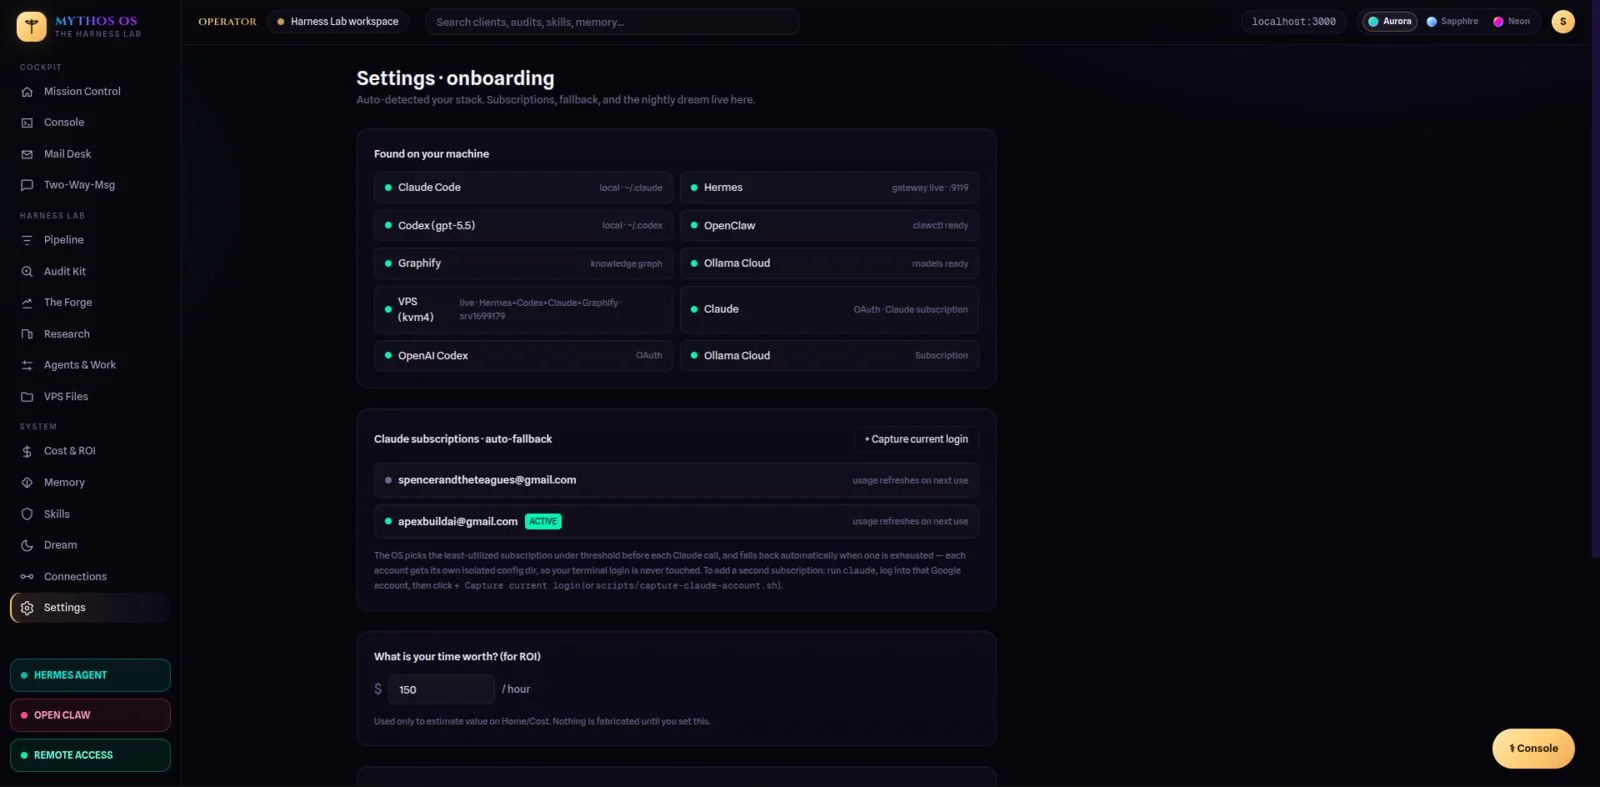 MYTHOS OS
THE HARNESS LAB
OPERATOR
Harness Lab workspace
Search clients, audits, skills, memory...
localhost:3000
Aurora
Sapphire
Neon
S
COCKPIT
Mission Control
Console
Mail Desk
Two-Way-Msg
HARNESS LAB
Pipeline
Audit Kit
The Forge
Research
Agents & Work
VPS Files
SYSTEM
Cost & ROI
Memory
Skills
Dream
Connections
Settings
HERMES AGENT
OPEN CLAW
REMOTE ACCESS
Settings · onboarding
Auto-detected your stack. Subscriptions, fallback, and the nightly dream live here.
Found on your machine
Claude Code
local · ~/.claude
Hermes
gateway live · :9119
Codex (gpt-5.5)
local · ~/.codex
OpenClaw
clawctl ready
Graphify
knowledge graph
Ollama Cloud
models ready
VPS
(kvm4)
live · Hermes+Codex+Claude+Graphify ·
srv1699179
Claude
OAuth · Claude subscription
OpenAI Codex
OAuth
Ollama Cloud
Subscription
Claude subscriptions · auto-fallback
+ Capture current login
spencerandtheteagues@gmail.com
usage refreshes on next use
apexbuildai@gmail.com ACTIVE
usage refreshes on next use
The OS picks the least-utilized subscription under threshold before each Claude call, and falls back automatically when one is exhausted — each
account gets its own isolated config dir, so your terminal login is never touched. To add a second subscription: run claude, log into that Google
account, then click + Capture current login (or scripts/capture-claude-account.sh).
What is your time worth? (for ROI)
$ 150 / hour
Used only to estimate value on Home/Cost. Nothing is fabricated until you set this.
Console